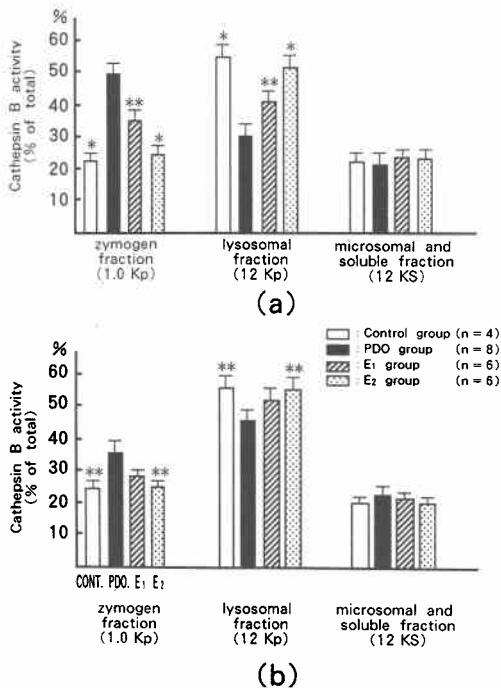 %
Cathepsin B activity
(% of total)
60
50
40
30
20
10
*
**
*
*
**
*
zymogen
fraction
(1.0 Kp)
lysosomal
fraction
(12 Kp)
microsomal and
soluble fraction
(12 KS)
(a)
: Control group (n = 4)
: PDO group (n = 8)
: E₁ group (n = 6)
: E₂ group (n = 6)
%
Cathepsin B activity
(% of total)
60
50
40
30
20
10
**
**
**
**
CONT. PDO. E₁ E₂
zymogen
fraction
(1.0 Kp)
lysosomal
fraction
(12 Kp)
microsomal and
soluble fraction
(12 KS)
(b)